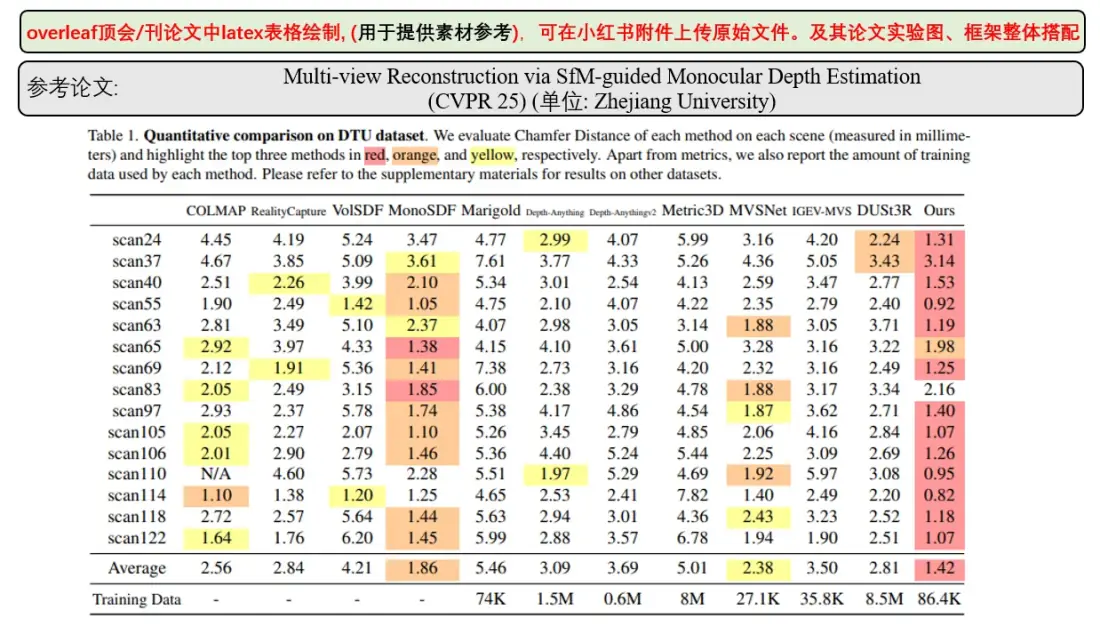 overleaf顶会/刊论文中latex表格绘制, (用于提供素材参考), 可在小红书附件上传原始文件。及其论文实验图、框架整体搭配
参考论文:
Multi-view Reconstruction via SfM-guided Monocular Depth Estimation
(CVPR 25) (单位: Zhejiang University)
Table 1. Quantitative comparison on DTU dataset. We evaluate Chamfer Distance of each method on each scene (measured in millime-
ters) and highlight the top three methods in red, orange, and yellow, respectively. Apart from metrics, we also report the amount of training
data used by each method. Please refer to the supplementary materials for results on other datasets.
COLMAP RealityCapture VolSDF MonoSDF Marigold Depth-Anything Depth-Anythingv2 Metric3D MVSNet IGEV-MVS DUSt3R Ours
scan24 4.45 4.19 5.24 3.47 4.77 2.99 4.07 5.99 3.16 4.20 2.24 1.31
scan37 4.67 3.85 5.09 3.61 7.61 3.77 4.33 5.26 4.36 5.05 3.43 3.14
scan40 2.51 2.26 3.99 2.10 5.34 3.01 2.54 4.13 2.59 3.47 2.77 1.53
scan55 1.90 2.49 1.42 1.05 4.75 2.10 4.07 4.22 2.35 2.79 2.40 0.92
scan63 2.81 3.49 5.10 2.37 4.07 2.98 3.05 3.14 1.88 3.05 3.71 1.19
scan65 2.92 3.97 4.33 1.38 4.15 4.10 3.61 5.00 3.28 3.16 3.22 1.98
scan69 2.12 1.91 5.36 1.41 7.38 2.73 3.16 4.20 2.32 3.16 2.49 1.25
scan83 2.05 2.49 3.15 1.85 6.00 2.38 3.29 4.78 1.88 3.17 3.34 2.16
scan97 2.93 2.37 5.78 1.74 5.38 4.17 4.86 4.54 1.87 3.62 2.71 1.40
scan105 2.05 2.27 2.07 1.10 5.26 3.45 2.79 4.85 2.06 4.16 2.84 1.07
scan106 2.01 2.90 2.79 1.46 5.36 4.40 5.24 5.44 2.25 3.09 2.69 1.26
scan110 N/A 4.60 5.73 2.28 5.51 1.97 5.29 4.69 1.92 5.97 3.08 0.95
scan114 1.10 1.38 1.20 1.25 4.65 2.53 2.41 7.82 1.40 2.49 2.20 0.82
scan118 2.72 2.57 5.64 1.44 5.63 2.94 3.01 4.36 2.43 3.23 2.52 1.18
scan122 1.64 1.76 6.20 1.45 5.99 2.88 3.57 6.78 1.94 1.90 2.51 1.07
Average 2.56 2.84 4.21 1.86 5.46 3.09 3.69 5.01 2.38 3.50 2.81 1.42
Training Data - - - - 74K 1.5M 0.6M 8M 27.1K 35.8K 8.5M 86.4K